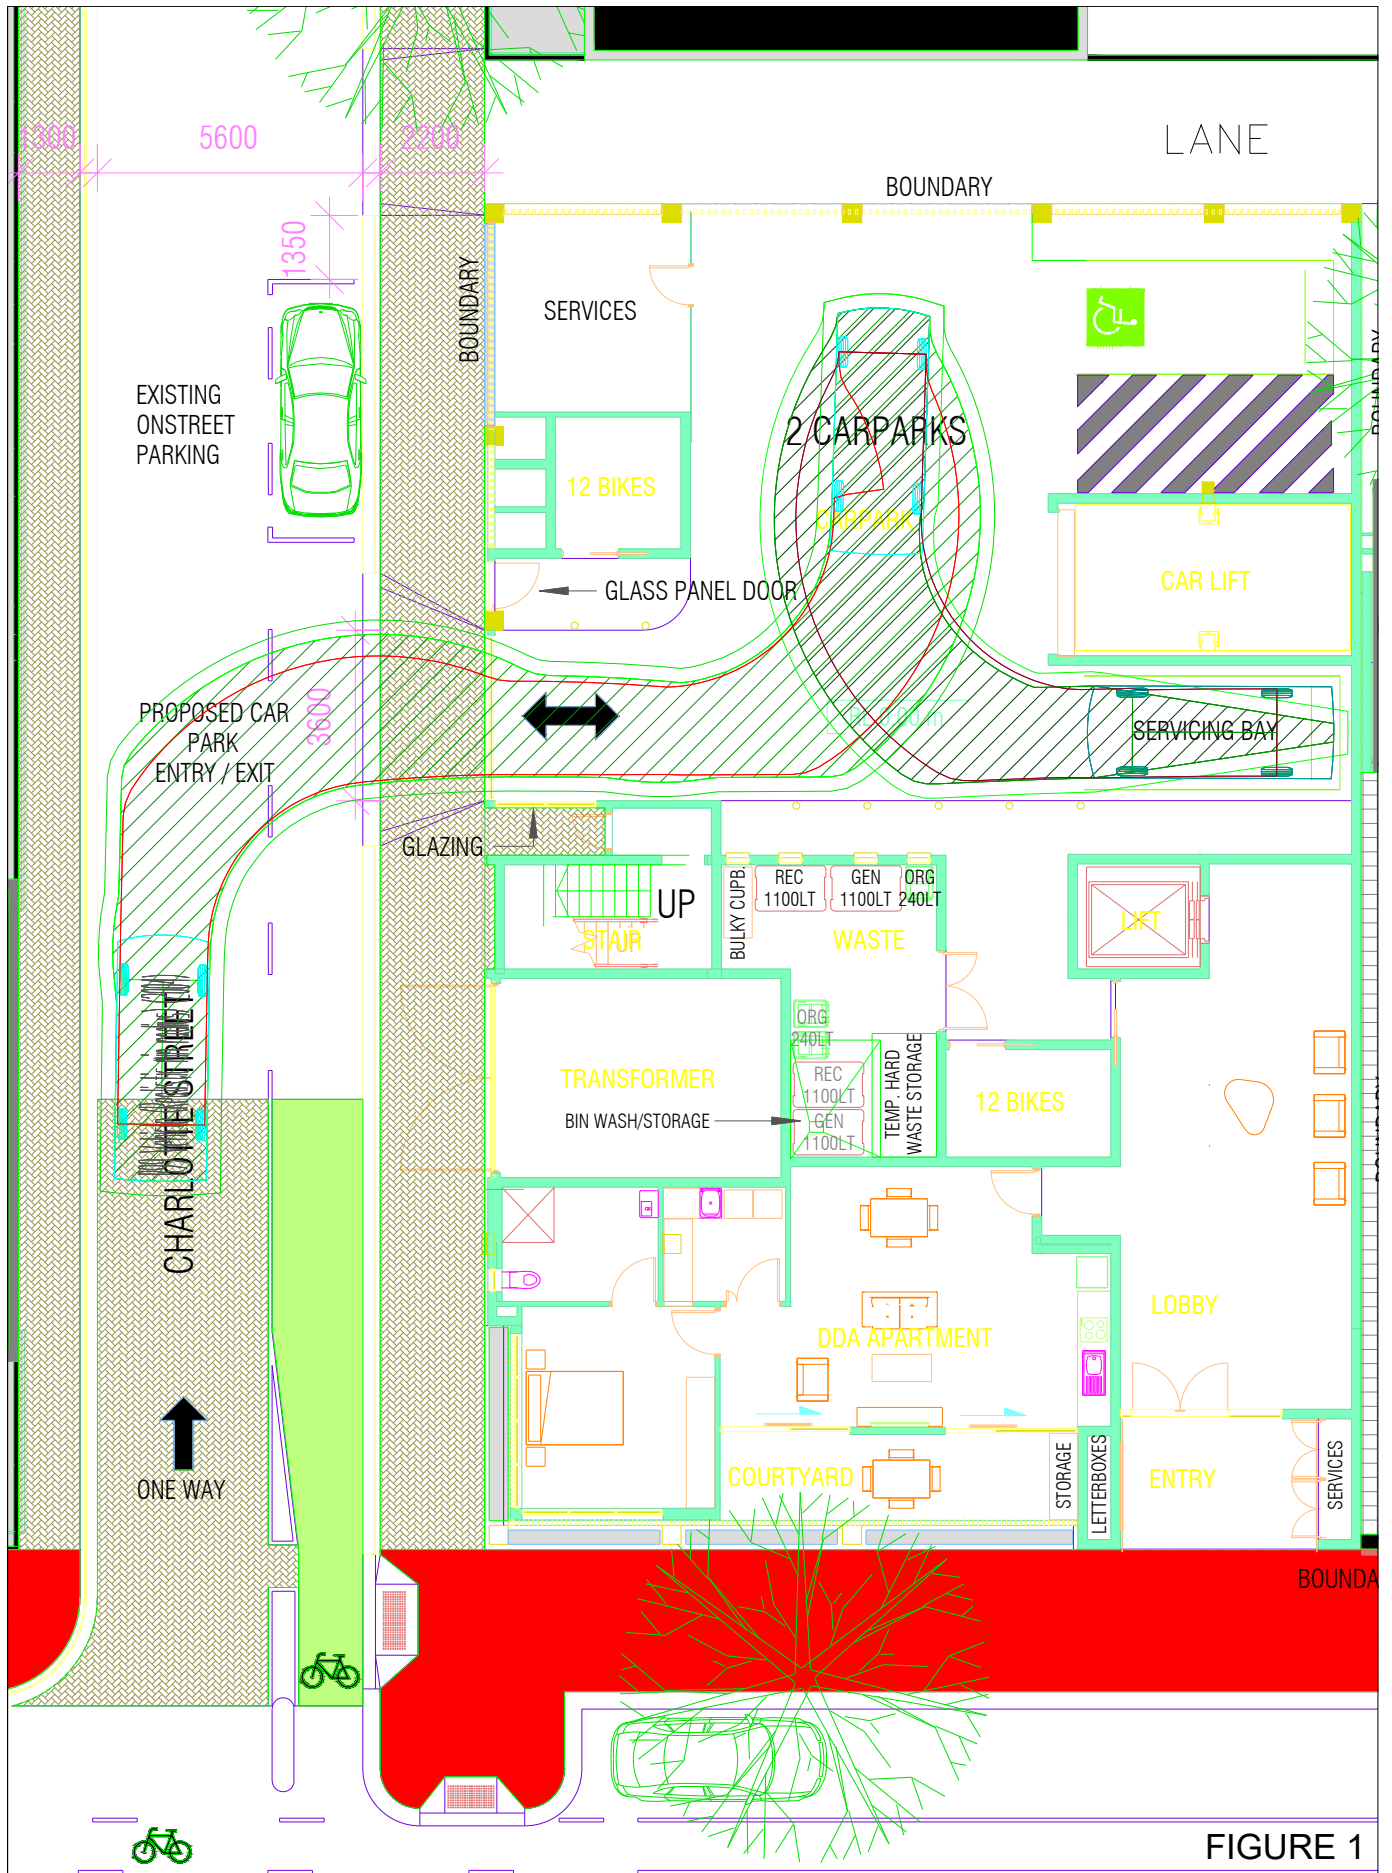 1300
5600
2200
LANE
BOUNDARY
1350
BOUNDARY
SERVICES
EXISTING
ONSTREET
PARKING
2 CARPARKS
BOUNDARY
12 BIKES
CARPARK
GLASS PANEL DOOR
CAR LIFT
PROPOSED CAR
PARK
ENTRY / EXIT
3600
SERVICING BAY
GLAZING
BULKY CUPB.
REC
1100LT
GEN
1100LT
ORG
240LT
UP
STAIR
WASTE
LIFT
CHARLOTTE STREET
ORG
240LT
TRANSFORMER
REC
1100LT
TEMP. HARD
WASTE STORAGE
12 BIKES
BIN WASH/STORAGE
GEN
1100LT
BOUNDARY
LOBBY
DDA APARTMENT
ONE WAY
COURTYARD
STORAGE
LETTERBOXES
ENTRY
SERVICES
BOUNDA
FIGURE 1